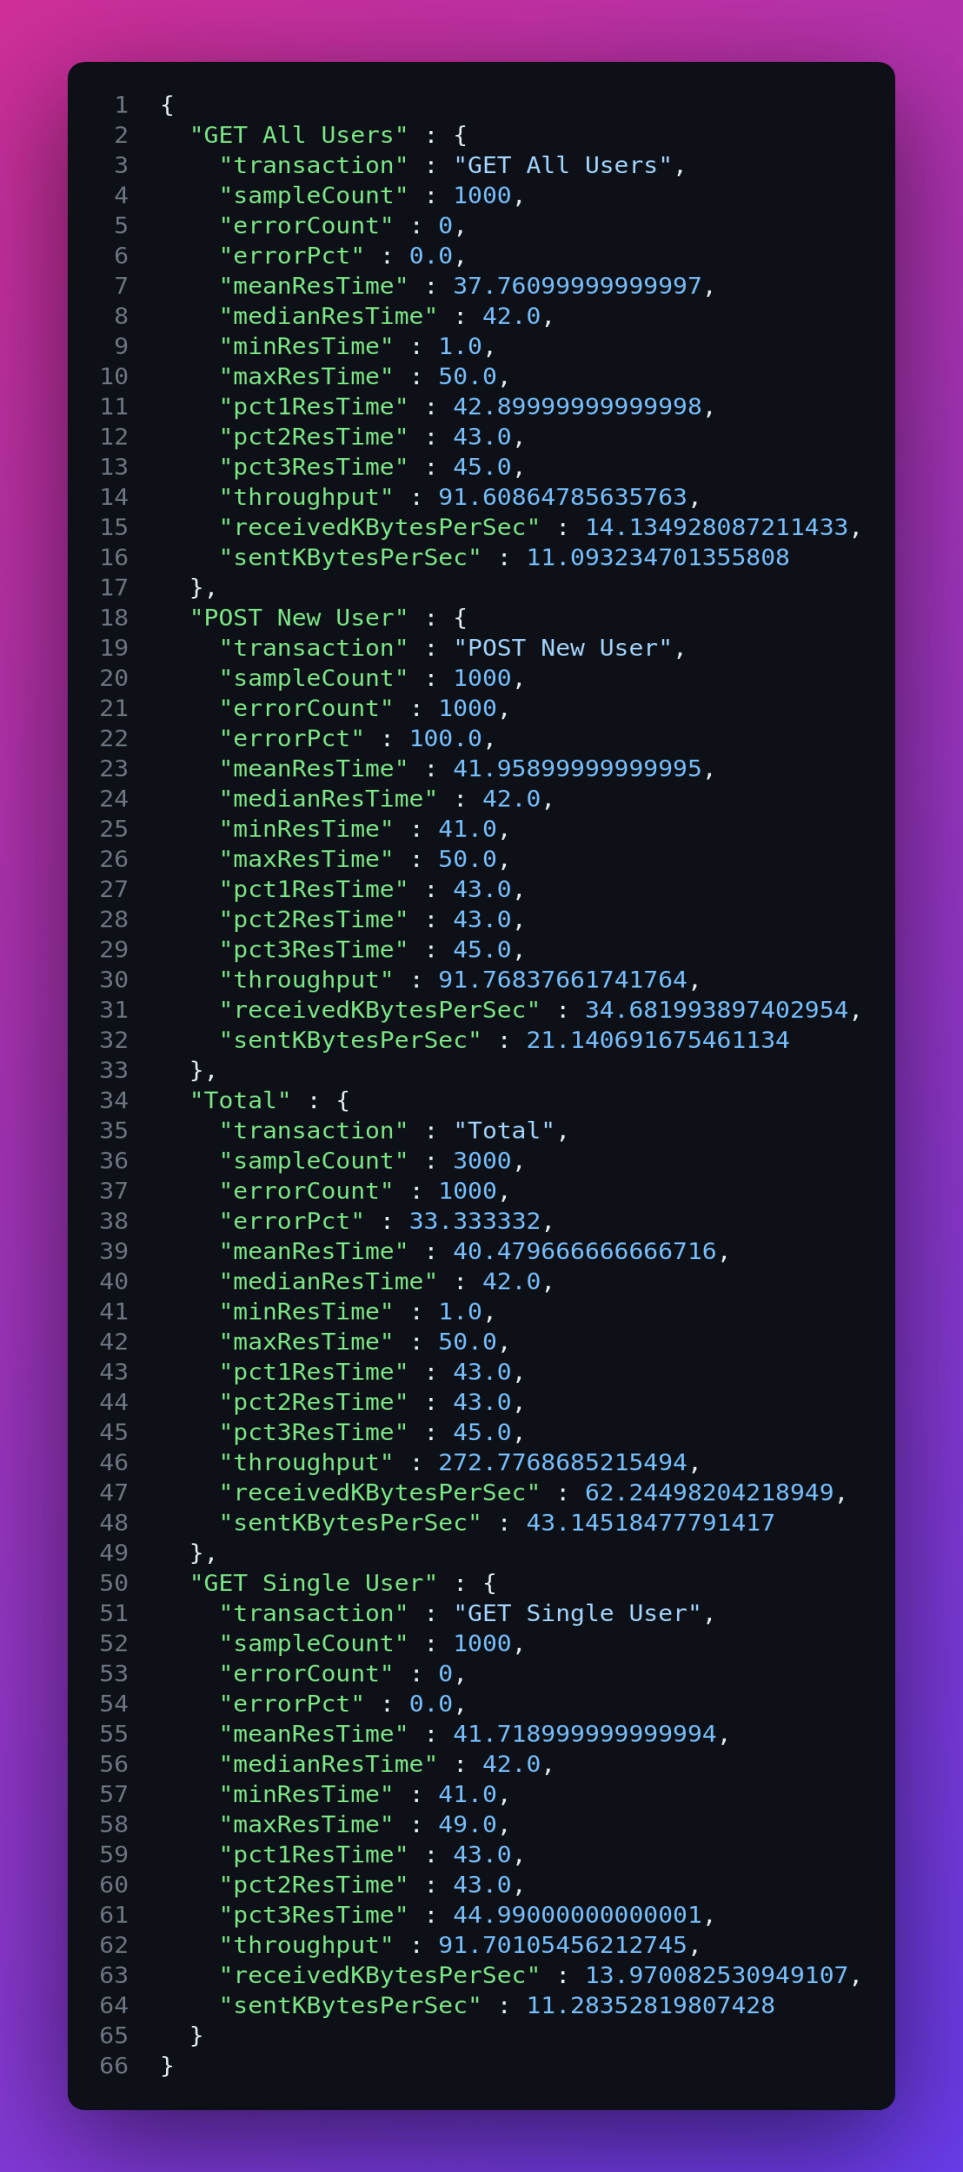 1 {
2 "GET All Users" : {
3 "transaction" : "GET All Users",
4 "sampleCount" : 1000,
5 "errorCount" : 0,
6 "errorPct" : 0.0,
7 "meanResTime" : 37.76099999999997,
8 "medianResTime" : 42.0,
9 "minResTime" : 1.0,
10 "maxResTime" : 50.0,
11 "pct1ResTime" : 42.89999999999998,
12 "pct2ResTime" : 43.0,
13 "pct3ResTime" : 45.0,
14 "throughput" : 91.60864785635763,
15 "receivedKBytesPerSec" : 14.134928087211433,
16 "sentKBytesPerSec" : 11.093234701355808
17 },
18 "POST New User" : {
19 "transaction" : "POST New User",
20 "sampleCount" : 1000,
21 "errorCount" : 1000,
22 "errorPct" : 100.0,
23 "meanResTime" : 41.95899999999995,
24 "medianResTime" : 42.0,
25 "minResTime" : 41.0,
26 "maxResTime" : 50.0,
27 "pct1ResTime" : 43.0,
28 "pct2ResTime" : 43.0,
29 "pct3ResTime" : 45.0,
30 "throughput" : 91.76837661741764,
31 "receivedKBytesPerSec" : 34.681993897402954,
32 "sentKBytesPerSec" : 21.140691675461134
33 },
34 "Total" : {
35 "transaction" : "Total",
36 "sampleCount" : 3000,
37 "errorCount" : 1000,
38 "errorPct" : 33.333332,
39 "meanResTime" : 40.479666666666716,
40 "medianResTime" : 42.0,
41 "minResTime" : 1.0,
42 "maxResTime" : 50.0,
43 "pct1ResTime" : 43.0,
44 "pct2ResTime" : 43.0,
45 "pct3ResTime" : 45.0,
46 "throughput" : 272.7768685215494,
47 "receivedKBytesPerSec" : 62.24498204218949,
48 "sentKBytesPerSec" : 43.14518477791417
49 },
50 "GET Single User" : {
51 "transaction" : "GET Single User",
52 "sampleCount" : 1000,
53 "errorCount" : 0,
54 "errorPct" : 0.0,
55 "meanResTime" : 41.718999999999994,
56 "medianResTime" : 42.0,
57 "minResTime" : 41.0,
58 "maxResTime" : 49.0,
59 "pct1ResTime" : 43.0,
60 "pct2ResTime" : 43.0,
61 "pct3ResTime" : 44.99000000000001,
62 "throughput" : 91.70105456212745,
63 "receivedKBytesPerSec" : 13.970082530949107,
64 "sentKBytesPerSec" : 11.28352819807428
65 }
66 }